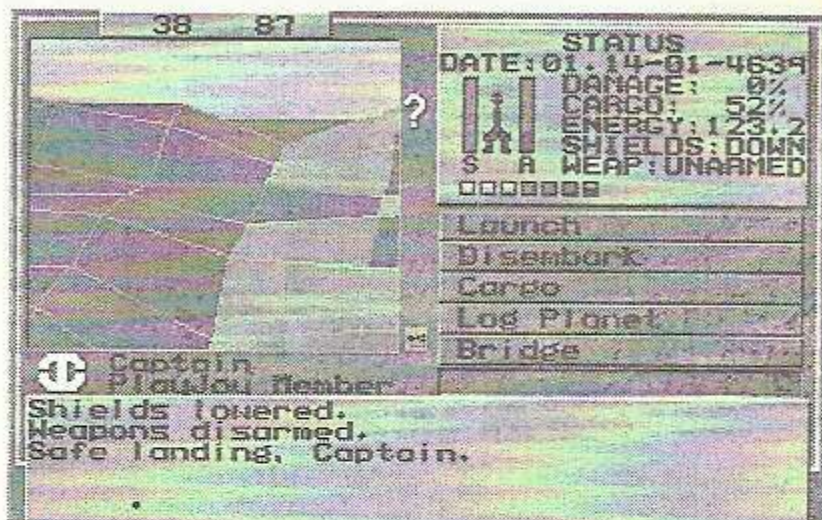 38 87
?
STATUS
DATE:01.14-01-4639
DAMAGE: 0%
CARGO: 52%
ENERGY:123.2
SHIELDS:DOWN
S A WEAP:UNARMED
Launch
Disembark
Cargo
Log Planet
Bridge
Captain
PlayJoy Member
Shields lowered.
Weapons disarmed.
Safe landing, Captain.